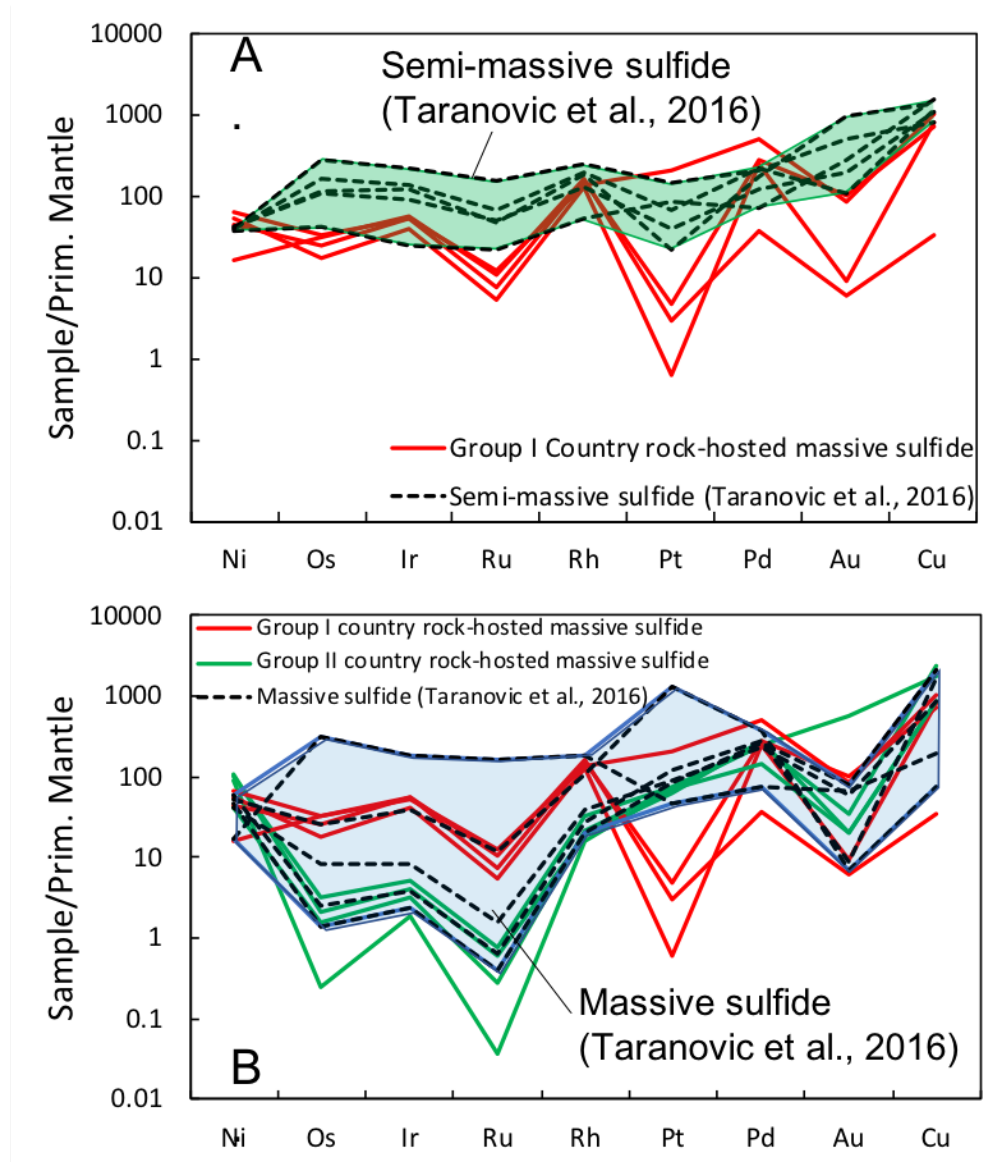 A
Semi-massive sulfide
(Taranovic et al., 2016)
Sample/Prim. Mantle
10000
1000
100
10
1
0.1
0.01
Group I Country rock-hosted massive sulfide
Semi-massive sulfide (Taranovic et al., 2016)
Ni Os Ir Ru Rh Pt Pd Au Cu
Group I country rock-hosted massive sulfide
Group II country rock-hosted massive sulfide
Massive sulfide (Taranovic et al., 2016)
Sample/Prim. Mantle
10000
1000
100
10
1
0.1
0.01
Massive sulfide
(Taranovic et al., 2016)
B
Ni Os Ir Ru Rh Pt Pd Au Cu